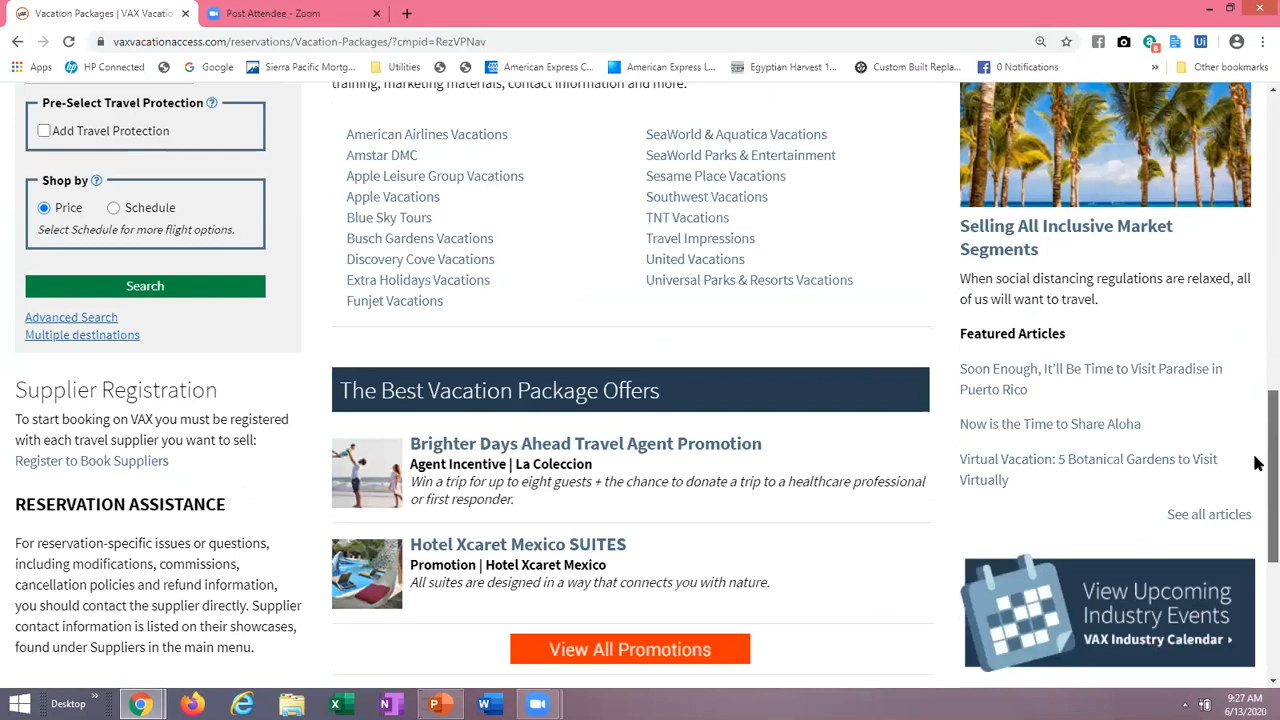 Vacation Packages | VAX Vacatio
Post Attendee - Zoom
vaxvacationaccess.com/reservations/Vacation-Packages/?cmpid=RezVPNav
Apps
HP Connected
Google
Sierra Pacific Mortg...
Utilities
American Express C...
American Express L...
Egyptian Harvest 1...
Custom Built Repla...
0 Notifications
»
Other bookmarks
Pre-Select Travel Protection
Add Travel Protection
Shop by
Price
Schedule
Select Schedule for more flight options.
Search
Advanced Search
Multiple destinations
Supplier Registration
To start booking on VAX you must be registered
with each travel supplier you want to sell:
Register to Book Suppliers
RESERVATION ASSISTANCE
For reservation-specific issues or questions,
including modifications, commissions,
cancellation policies and refund information,
you should contact the supplier directly. Supplier
contact information is listed on their showcases,
found under Suppliers in the main menu.
training, marketing materials, contact information and more.
American Airlines Vacations
Amstar DMC
Apple Leisure Group Vacations
Apple Vacations
Blue Sky Tours
Busch Gardens Vacations
Discovery Cove Vacations
Extra Holidays Vacations
Funjet Vacations
SeaWorld & Aquatica Vacations
SeaWorld Parks & Entertainment
Sesame Place Vacations
Southwest Vacations
TNT Vacations
Travel Impressions
United Vacations
Universal Parks & Resorts Vacations
The Best Vacation Package Offers
Brighter Days Ahead Travel Agent Promotion
Agent Incentive | La Coleccion
Win a trip for up to eight guests + the chance to donate a trip to a healthcare professional
or first responder.
Hotel Xcaret Mexico SUITES
Promotion | Hotel Xcaret Mexico
All suites are designed in a way that connects you with nature.
View All Promotions
Selling All Inclusive Market
Segments
When social distancing regulations are relaxed, all
of us will want to travel.
Featured Articles
Soon Enough, It'll Be Time to Visit Paradise in
Puerto Rico
Now is the Time to Share Aloha
Virtual Vacation: 5 Botanical Gardens to Visit
Virtually
See all articles
View Upcoming
Industry Events
VAX Industry Calendar
Desktop
»
9:27 AM
6/13/2020